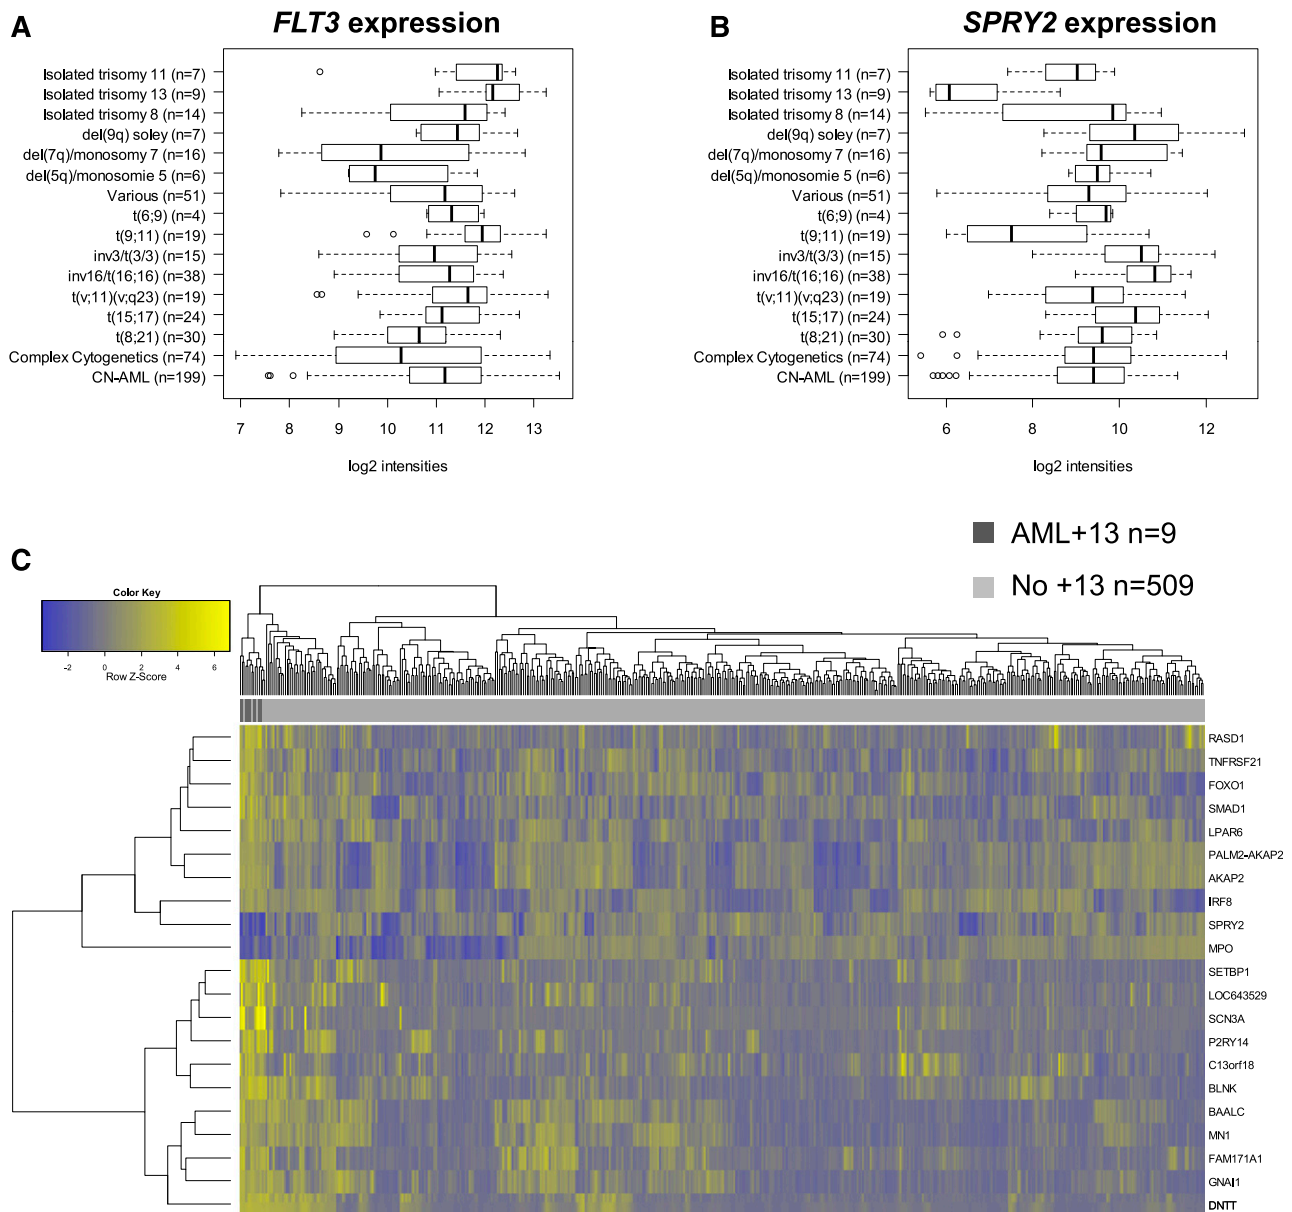 A
FLT3 expression
Isolated trisomy 11 (n=7)
Isolated trisomy 13 (n=9)
Isolated trisomy 8 (n=14)
del(9q) soley (n=7)
del(7q)/monosomy 7 (n=16)
del(5q)/monosomie 5 (n=6)
Various (n=51)
t(6;9) (n=4)
t(9;11) (n=19)
inv3/t(3/3) (n=15)
inv16/t(16;16) (n=38)
t(v;11)(v;q23) (n=19)
t(15;17) (n=24)
t(8;21) (n=30)
Complex Cytogenetics (n=74)
CN-AML (n=199)
7 8 9 10 11 12 13
log2 intensities
B
SPRY2 expression
Isolated trisomy 11 (n=7)
Isolated trisomy 13 (n=9)
Isolated trisomy 8 (n=14)
del(9q) soley (n=7)
del(7q)/monosomy 7 (n=16)
del(5q)/monosomie 5 (n=6)
Various (n=51)
t(6;9) (n=4)
t(9;11) (n=19)
inv3/t(3/3) (n=15)
inv16/t(16;16) (n=38)
t(v;11)(v;q23) (n=19)
t(15;17) (n=24)
t(8;21) (n=30)
Complex Cytogenetics (n=74)
CN-AML (n=199)
6 8 10 12
log2 intensities
C
AML+13 n=9
No +13 n=509
Color Key
-2 0 2 4 6
Row Z-Score
RASD1
TNFRSF21
FOXO1
SMAD1
LPAR6
PALM2-AKAP2
AKAP2
IRF8
SPRY2
MPO
SETBP1
LOC643529
SCN3A
P2RY14
C13orf18
BLNK
BAALC
MN1
FAM171A1
GNAI1
DNTT